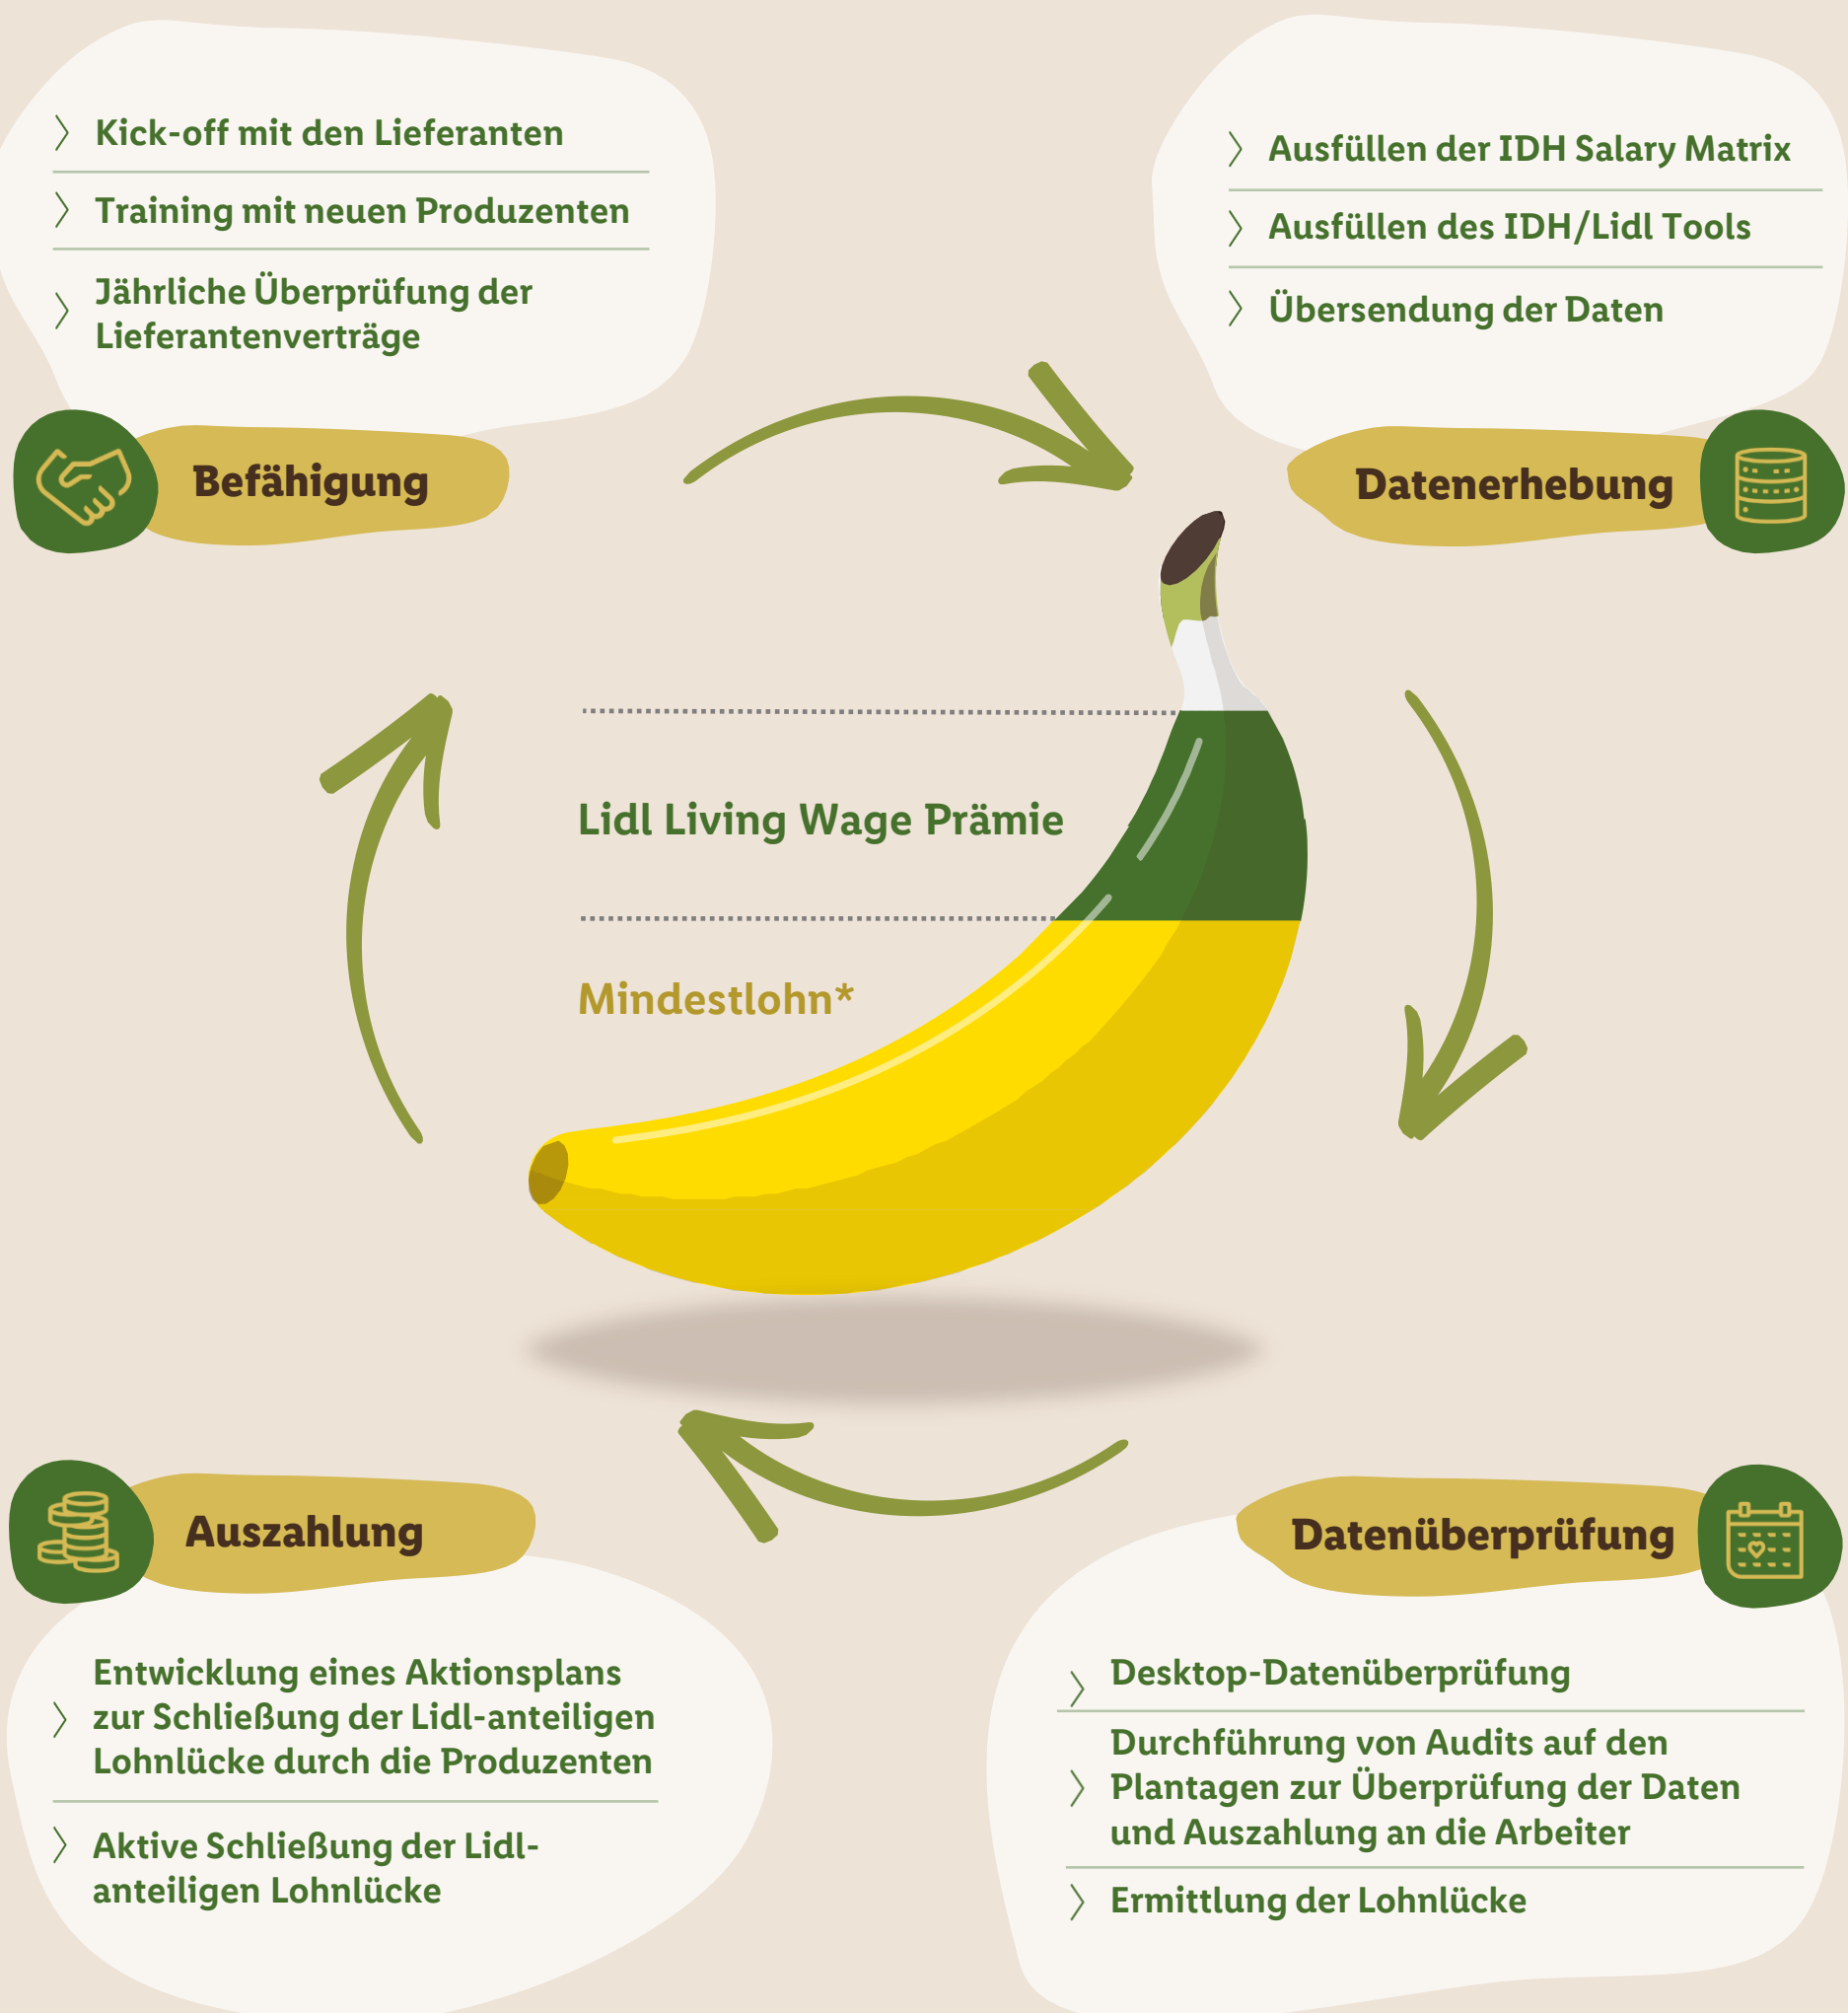 Kick-off mit den Lieferanten
Training mit neuen Produzenten
Jährliche Überprüfung der
Lieferantenverträge
Befähigung
Ausfüllen der IDH Salary Matrix
Ausfüllen des IDH/Lidl Tools
Übersendung der Daten
Datenerhebung
Lidl Living Wage Prämie
Mindestlohn*
Auszahlung
Entwicklung eines Aktionsplans
zur Schließung der Lidl-anteiligen
Lohnlücke durch die Produzenten
Aktive Schließung der Lidl-
anteiligen Lohnlücke
Datenüberprüfung
Desktop-Datenüberprüfung
Durchführung von Audits auf den
Plantagen zur Überprüfung der Daten
und Auszahlung an die Arbeiter
Ermittlung der Lohnlücke